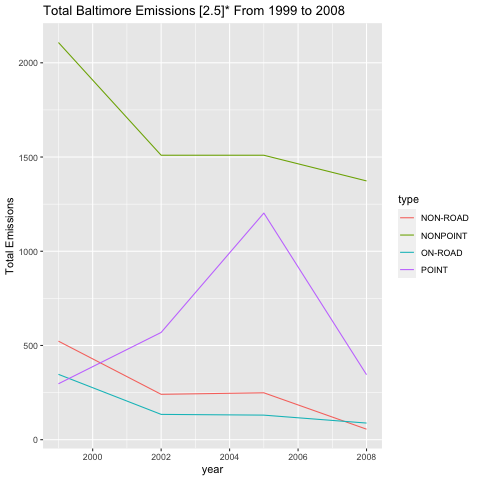 Total Baltimore Emissions [2.5]* From 1999 to 2008
2000
1500
1000
500
0
Total Emissions
2000
2002
2004
2006
2008
year
type
NON-ROAD
NONPOINT
ON-ROAD
POINT